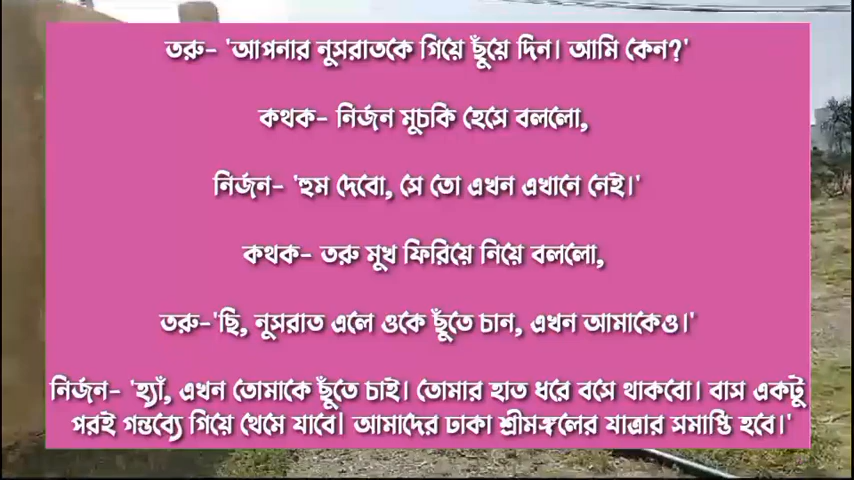 তরু- 'আপনার নুসরাতকে গিয়ে ছুঁয়ে দিন। আমি কেন?'
কথক- নির্জন মুচকি হেসে বললো,
নির্জন- 'হুম দেবো, সে তো এখন এখানে নেই।'
কথক- তরু মুখ ফিরিয়ে নিয়ে বললো,
তরু-'ছি, নুসরাত এলে ওকে ছুঁতে চান, এখন আমাকেও।'
নির্জন- 'হ্যাঁ, এখন তোমাকে ছুঁতে চাই। তোমার হাত ধরে বসে থাকবো। বাস একটু
পরই গন্তব্যে গিয়ে থেমে যাবে। আমাদের ঢাকা শ্রীমঙ্গলের যাত্রার সমাপ্তি হবে।'